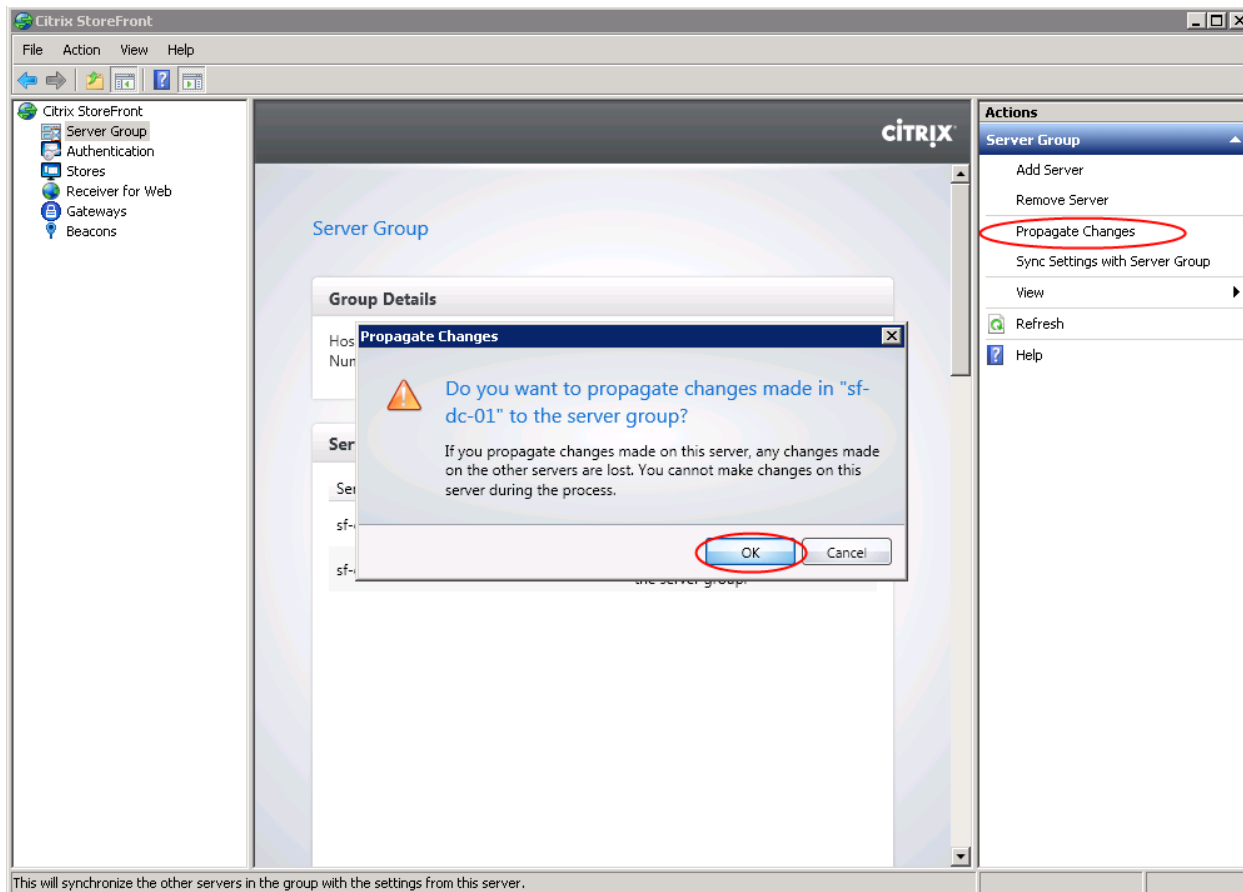 Citrix StoreFront
File Action View Help
Citrix StoreFront
Server Group
Authentication
Stores
Receiver for Web
Gateways
Beacons
CITRIX
Server Group
Group Details
Hos
Num
Propagate Changes
Do you want to propagate changes made in "sf-
dc-01" to the server group?
If you propagate changes made on this server, any changes made
on the other servers are lost. You cannot make changes on this
server during the process.
OK Cancel
Ser
Ser
sf-
sf-
the server group.
Actions
Server Group
Add Server
Remove Server
Propagate Changes
Sync Settings with Server Group
View
Refresh
Help
This will synchronize the other servers in the group with the settings from this server.